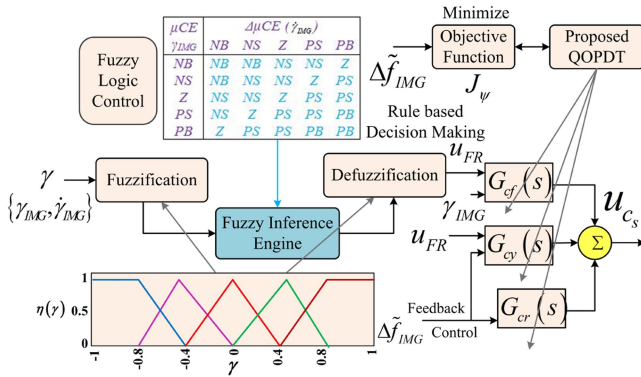 Fuzzy
Logic
Control
μCE Δμ̇CE (γ̇IMG)
γIMG NB NS Z PS PB
NB NB NB NS NS Z
NS NB NS NS Z PS
Z NS NS Z PS PS
PS NS Z PS PS PB
PB Z PS PS PB PB
Minimize
Δf̃IMG
Objective
Function
Jψ
Proposed
QOPDT
Rule based
Decision Making
γ
{γIMG, γ̇IMG}
Fuzzification
Fuzzy Inference
Engine
Defuzzification
uFR
γIMG
Gcf (s)
uFR
Gcy (s)
Σ
ucs
Feedback
Δf̃IMG
Control
Gcr (s)
η(γ)
1
0.5
0
-1 -0.8 -0.4 0 0.4 0.8 1
γ